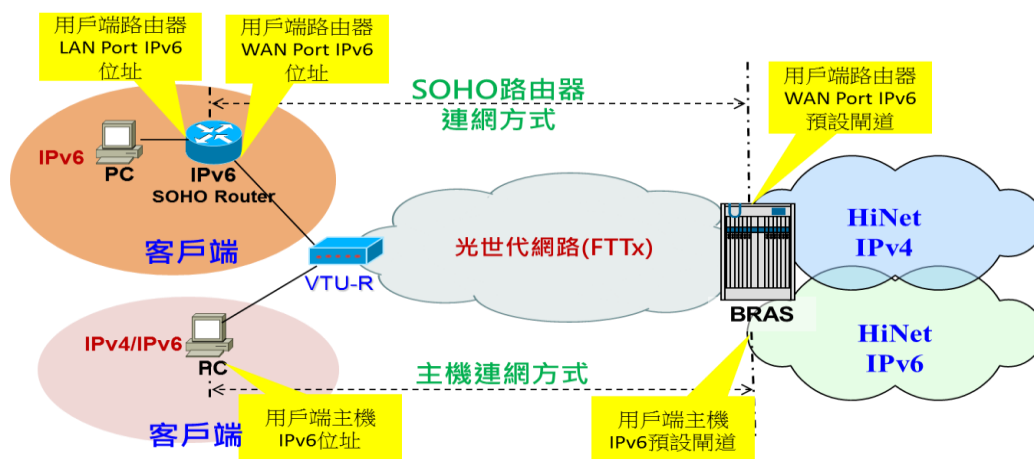 用戶端路由器
LAN Port IPv6
位址
用戶端路由器
WAN Port IPv6
位址
SOHO路由器
連網方式
用戶端路由器
WAN Port IPv6
預設閘道
IPv6
PC
IPv6
SOHO Router
客戶端
VTU-R
光世代網路(FTTx)
BRAS
HiNet
IPv4
HiNet
IPv6
IPv4/IPv6
PC
客戶端
主機連網方式
用戶端主機
IPv6位址
用戶端主機
IPv6預設閘道